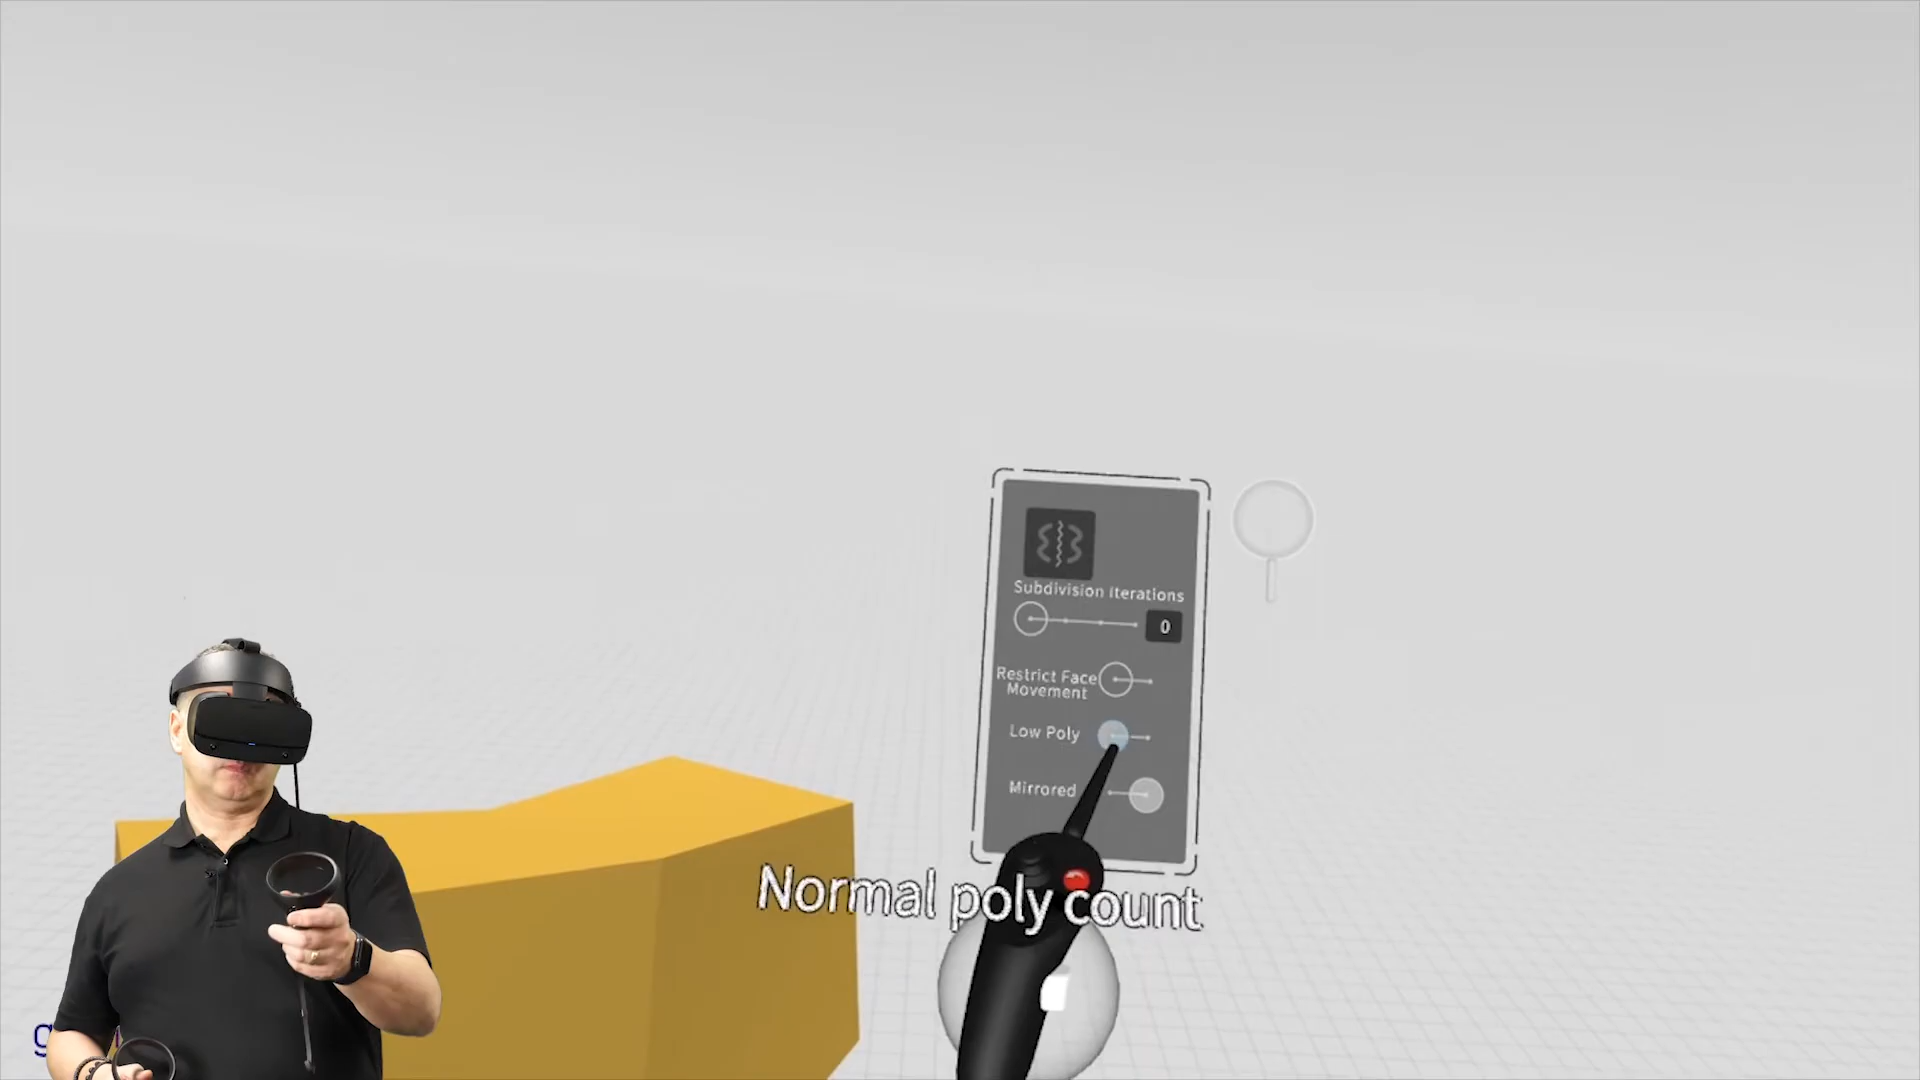 Subdivision Iterations
0
Restrict Face
Movement
Low Poly
Mirrored
Normal poly count